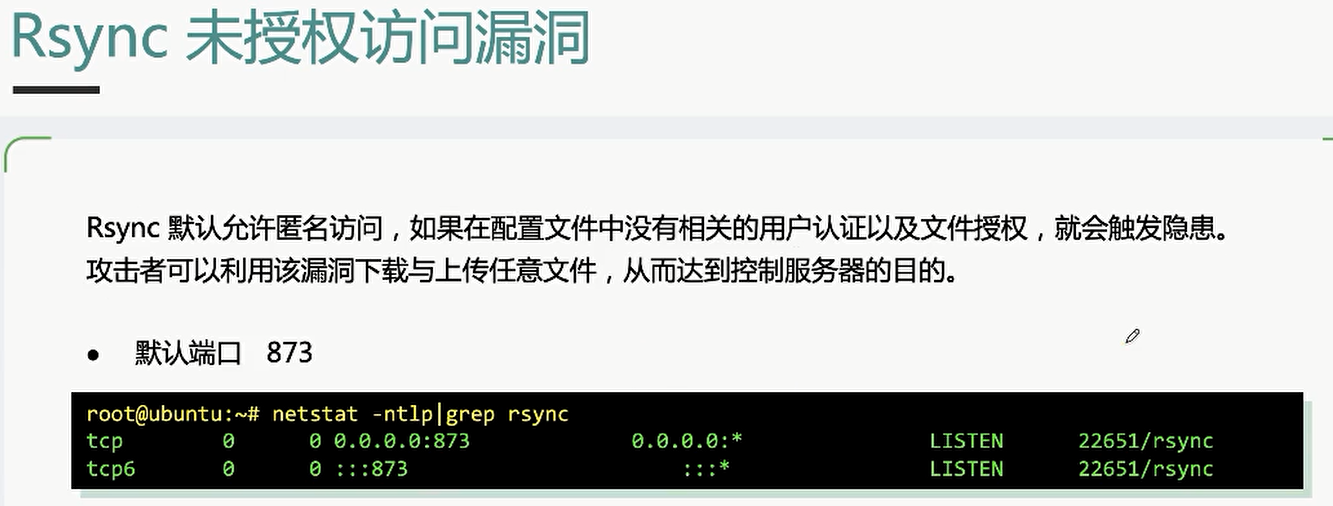 Rsync 未授权访问漏洞
Rsync 默认允许匿名访问，如果在配置文件中没有相关的用户认证以及文件授权，就会触发隐患。
攻击者可以利用该漏洞下载与上传任意文件，从而达到控制服务器的目的。
● 默认端口 873
root@ubuntu:~# netstat -ntlp|grep rsync
tcp 0 0 0.0.0.0:873 0.0.0.0:* LISTEN 22651/rsync
tcp6 0 0 :::873 :::* LISTEN 22651/rsync